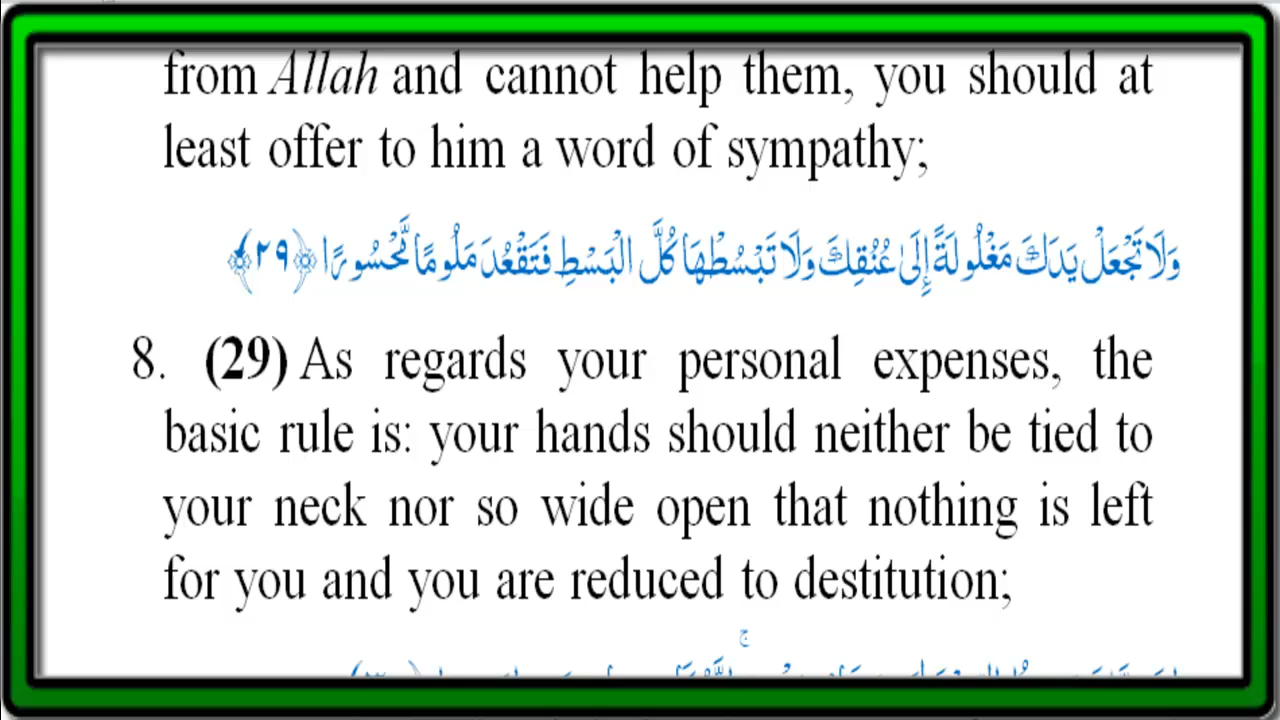 from Allah and cannot help them, you should at
least offer to him a word of sympathy;
وَلَا تَجْعَلْ يَدَكَ مَغْلُولَةً إِلَىٰ عُنُقِكَ وَلَا تَبْسُطْهَا كُلَّ الْبَسْطِ فَتَقْعُدَ مَلُومًا مَّحْسُورًا ﴿٢٩﴾
8. (29) As regards your personal expenses, the
basic rule is: your hands should neither be tied to
your neck nor so wide open that nothing is left
for you and you are reduced to destitution;